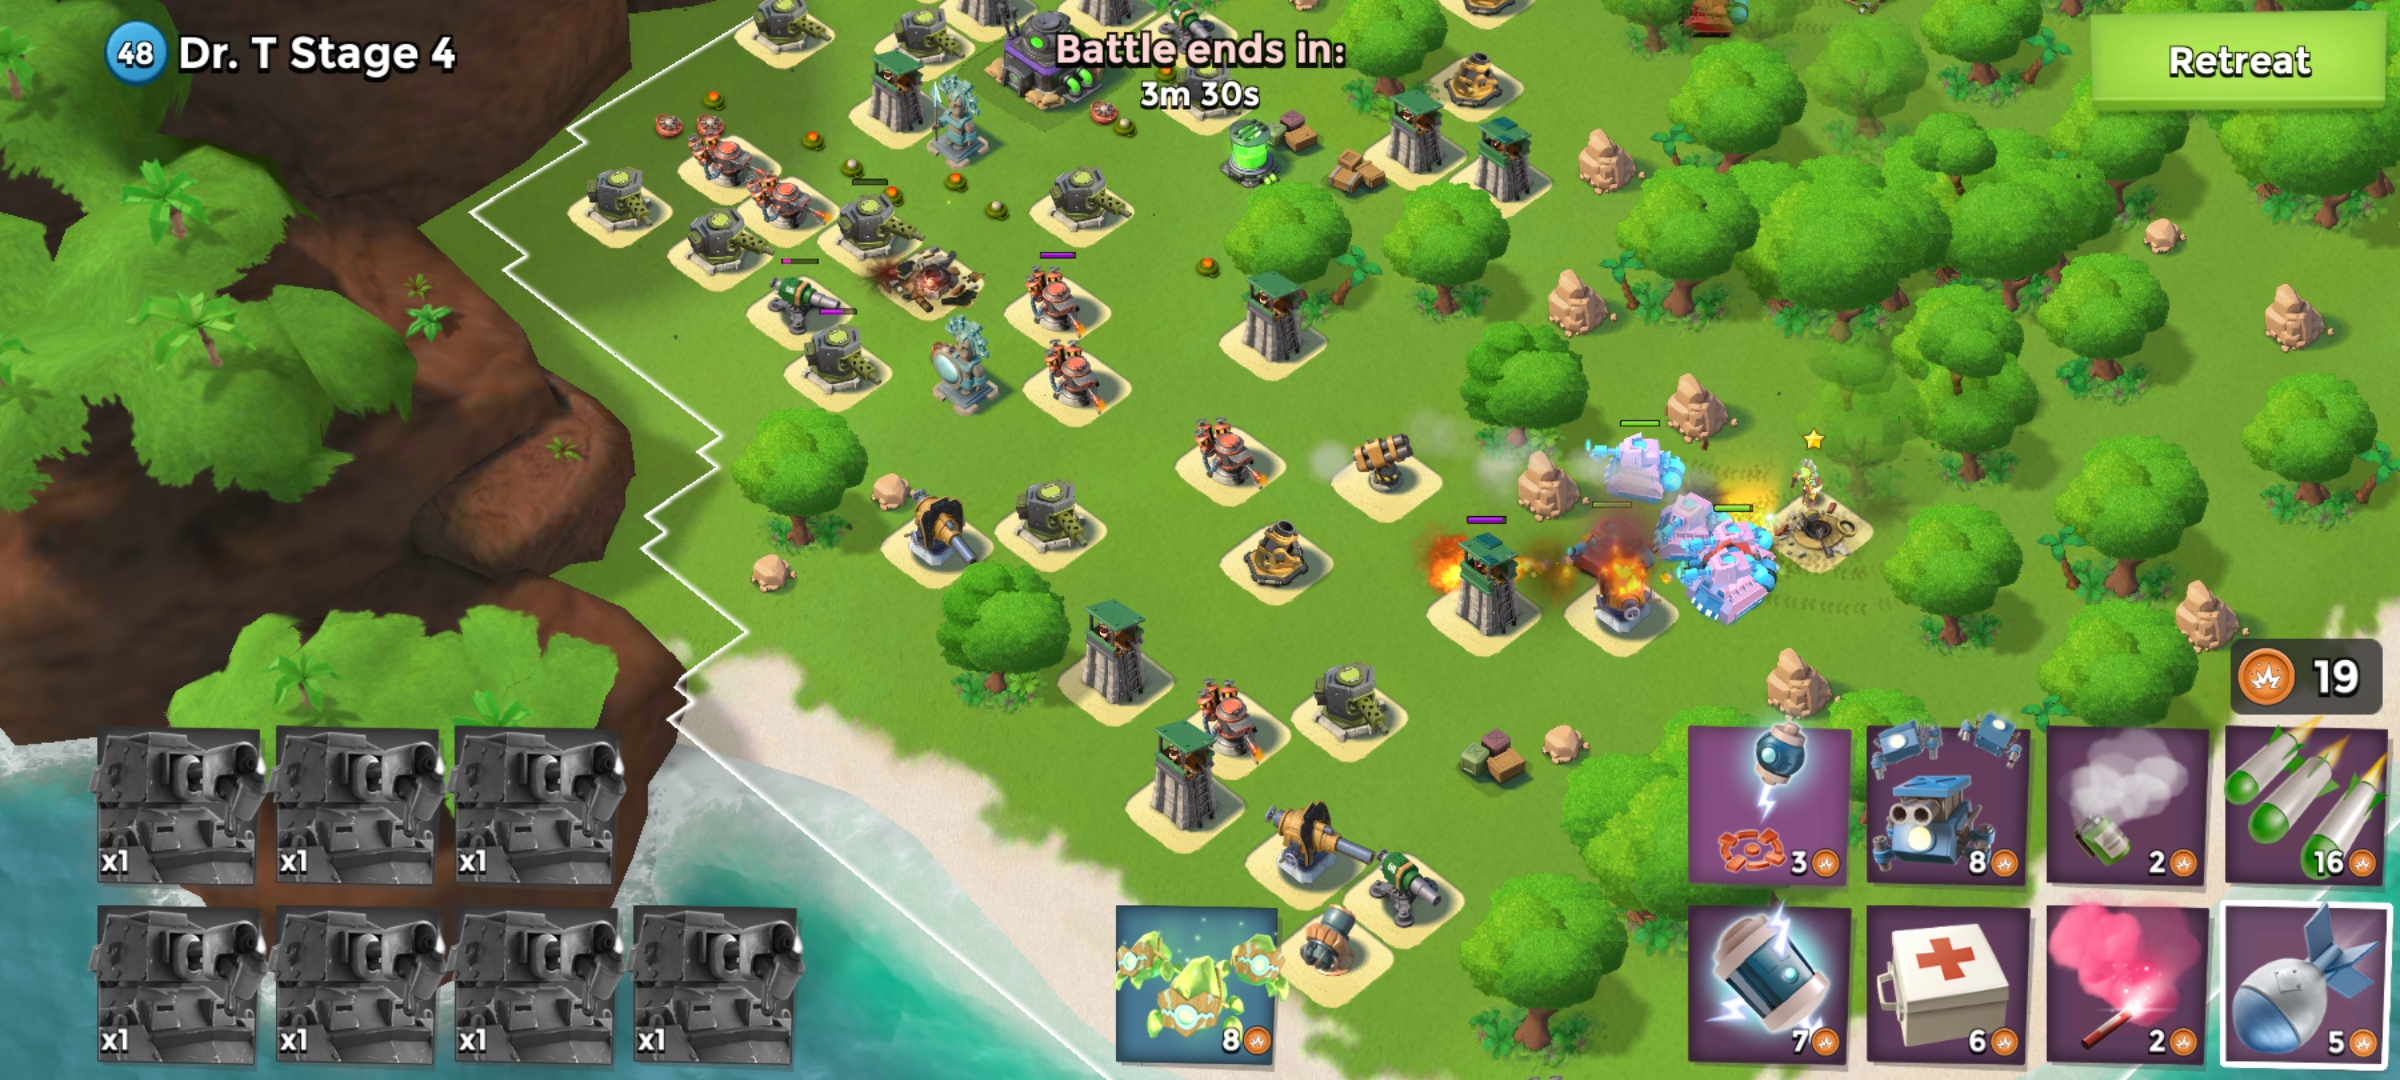 48 Dr. T Stage 4
Battle ends in:
3m 30s
Retreat
19
x1
x1
x1
3
8
2
16
x1
x1
x1
x1
8
7
6
2
5